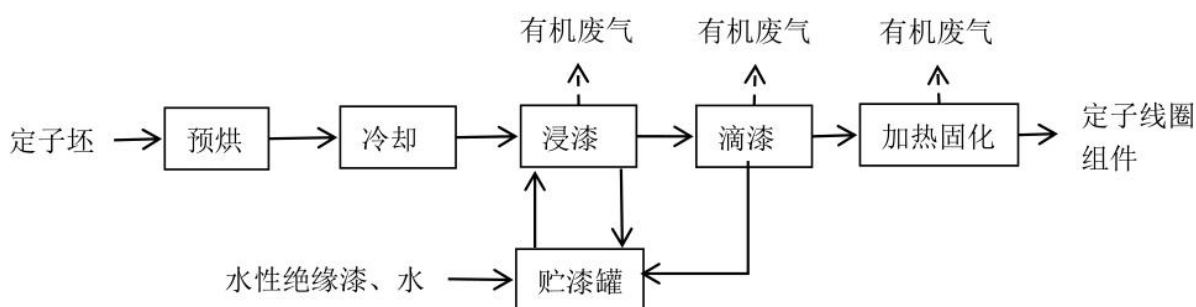 有机废气
有机废气
有机废气
定子坯
预烘
冷却
浸漆
滴漆
加热固化
定子线圈
组件
水性绝缘漆、水
贮漆罐